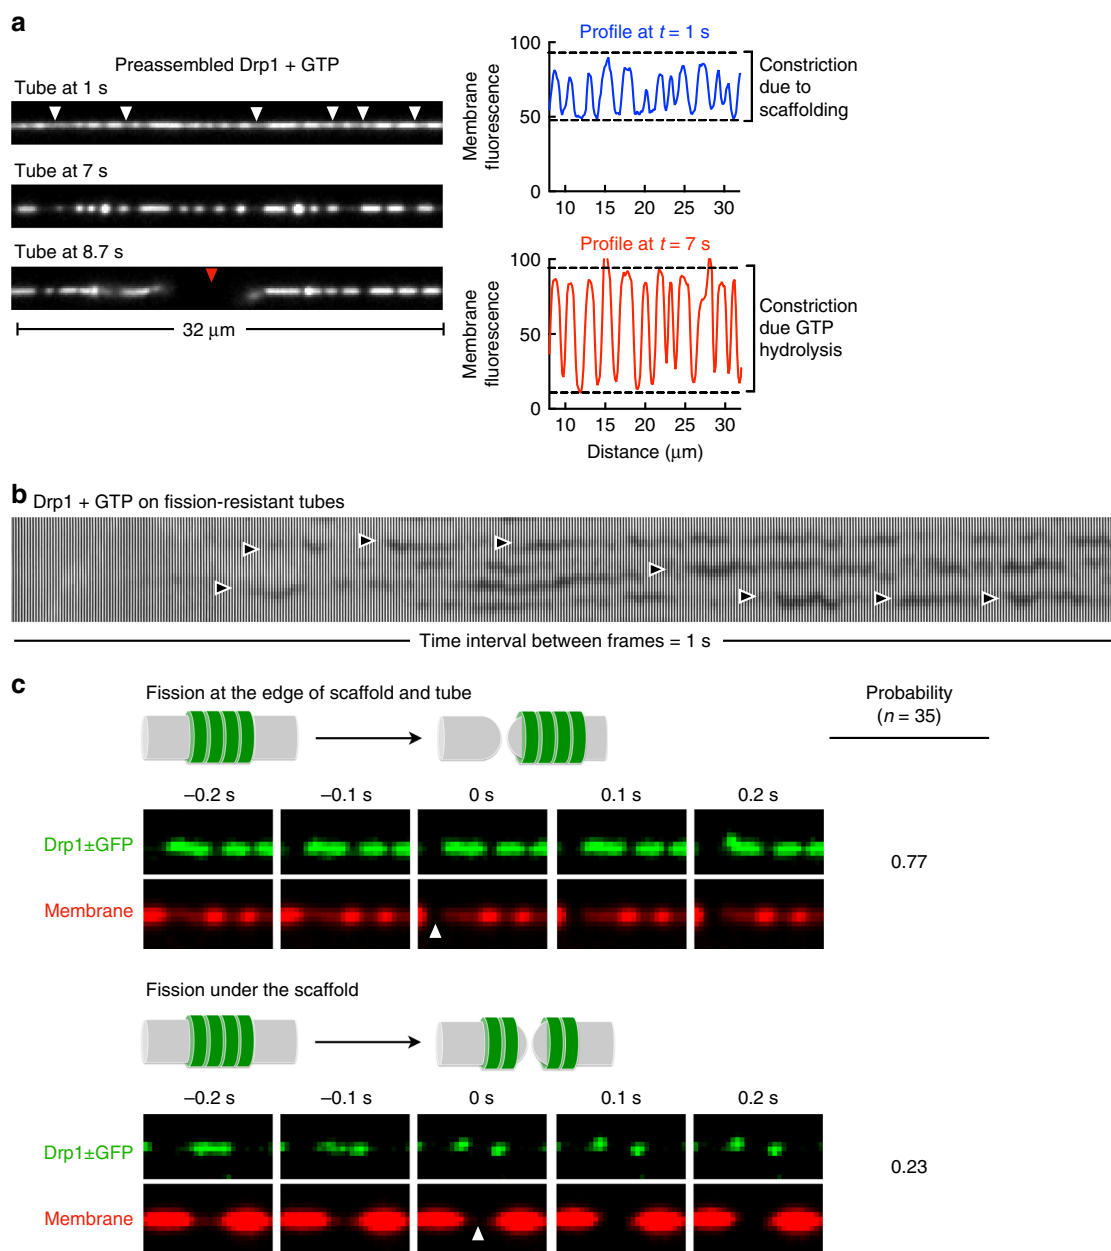 a
Preassembled Drp1 + GTP
Tube at 1 s
Tube at 7 s
Tube at 8.7 s
32 μm
Profile at t = 1 s
100
50
0
Membrane
fluorescence
10 15 20 25 30
Constriction
due to
scaffolding
Profile at t = 7 s
100
50
0
Membrane
fluorescence
10 15 20 25 30
Distance (μm)
Constriction
due GTP
hydrolysis
b
Drp1 + GTP on fission-resistant tubes
Time interval between frames = 1 s
c
Fission at the edge of scaffold and tube
Probability
(n = 35)
–0.2 s –0.1 s 0 s 0.1 s 0.2 s
Drp1±GFP
Membrane
0.77
Fission under the scaffold
–0.2 s –0.1 s 0 s 0.1 s 0.2 s
Drp1±GFP
Membrane
0.23